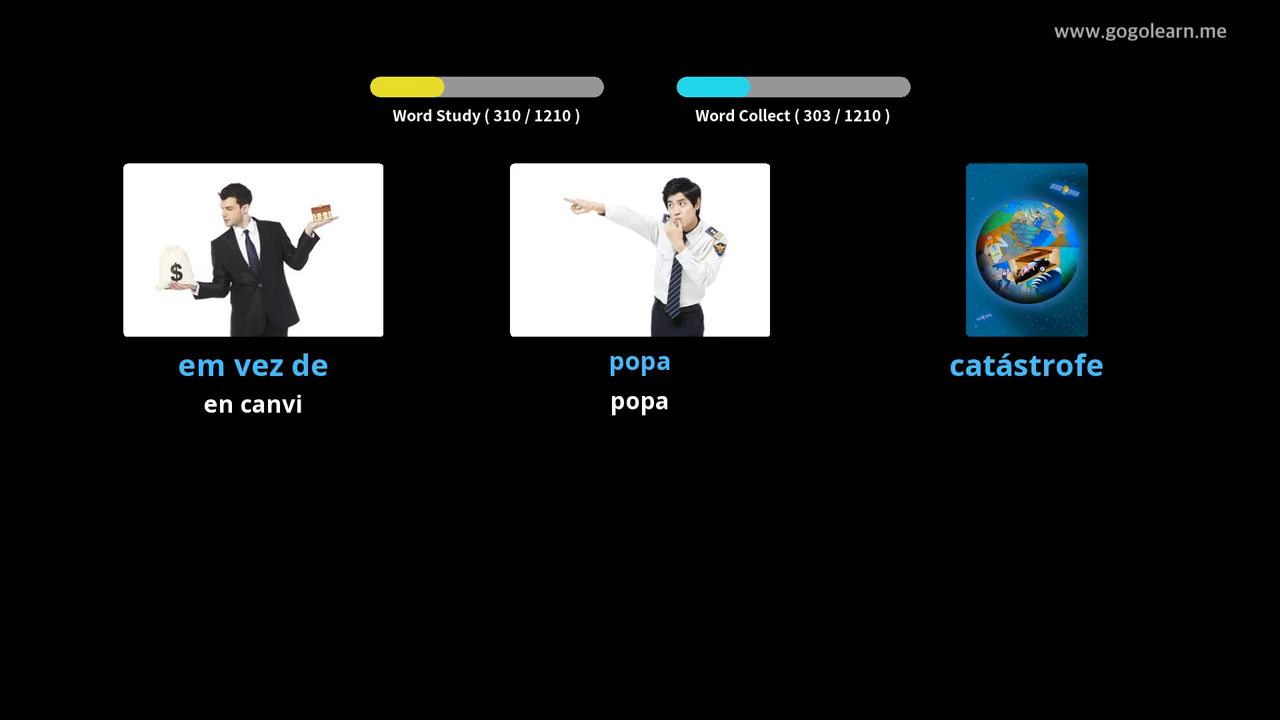 www.gogolearn.me
Word Study ( 310 / 1210 )
Word Collect ( 303 / 1210 )
$
em vez de
en canvi
popa
popa
catástrofe